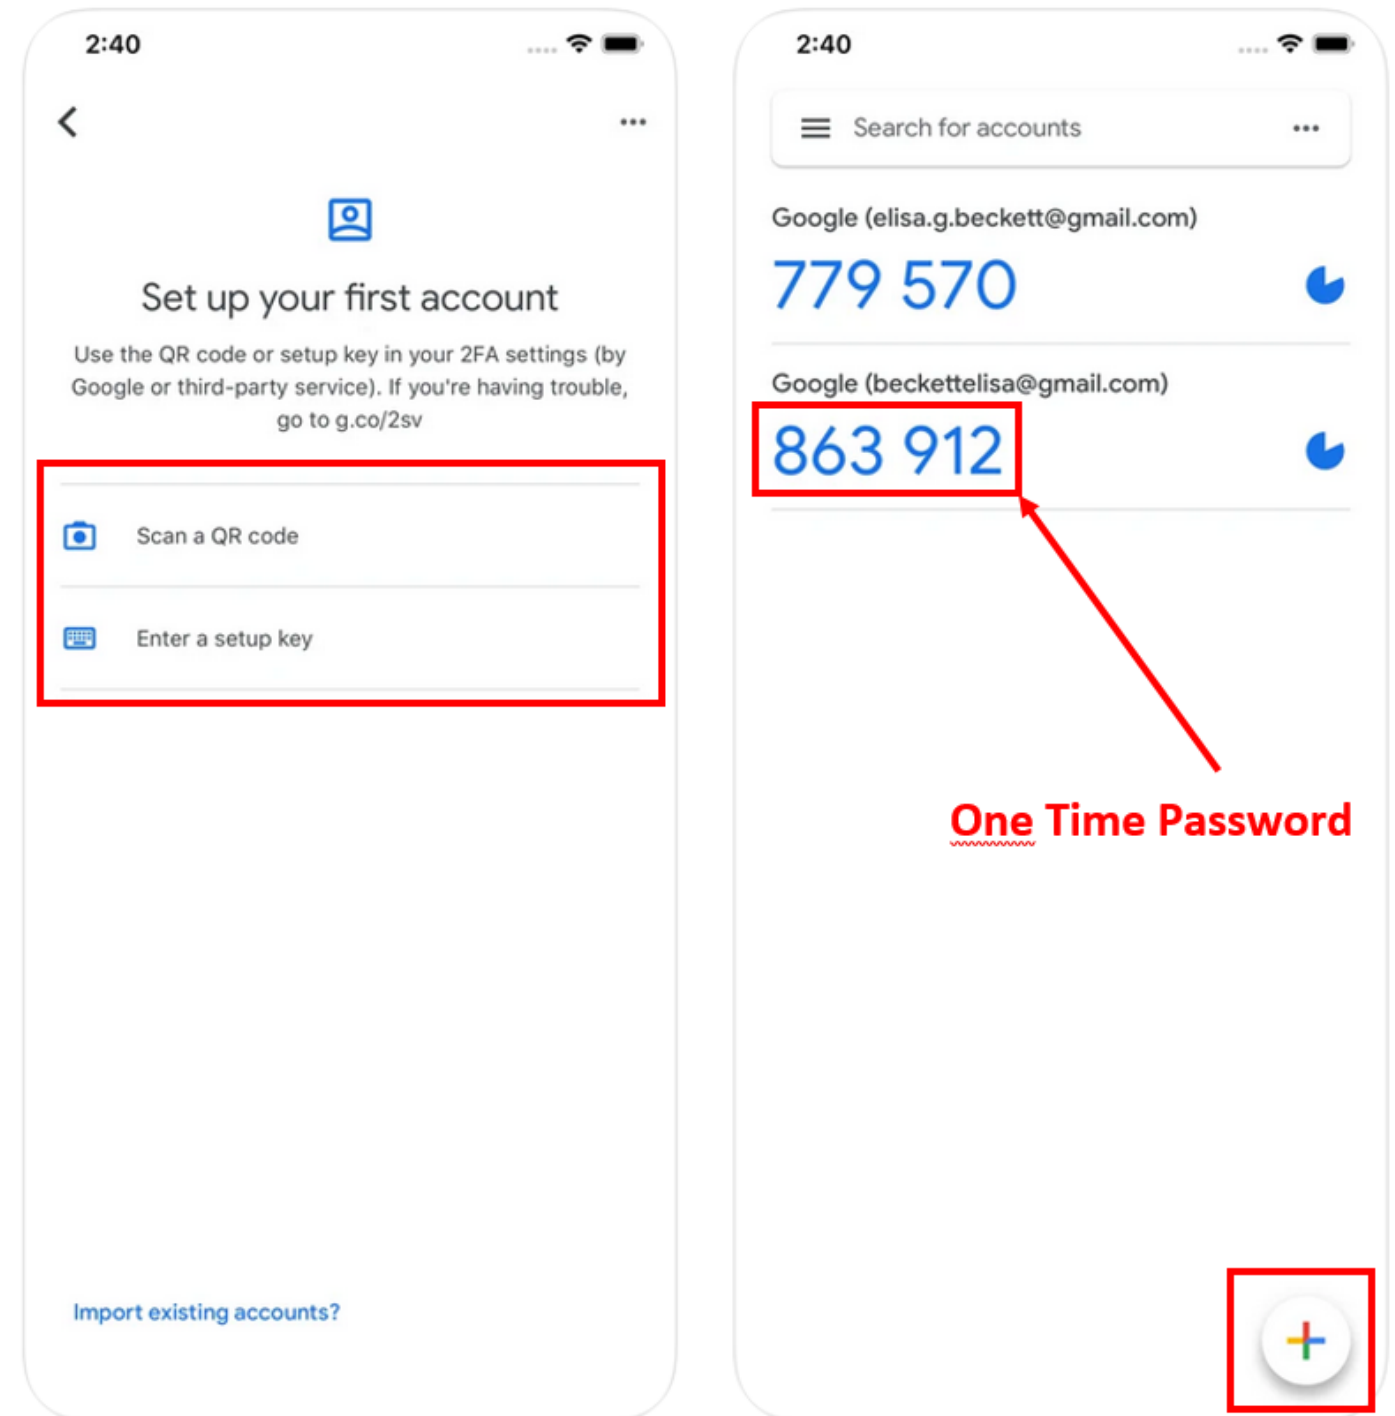 2:40
Set up your first account
Use the QR code or setup key in your 2FA settings (by
Google or third-party service). If you're having trouble,
go to g.co/2sv
Scan a QR code
Enter a setup key
Import existing accounts?
2:40
Search for accounts
Google (elisa.g.beckett@gmail.com)
779 570
Google (beckettelisa@gmail.com)
863 912
One Time Password